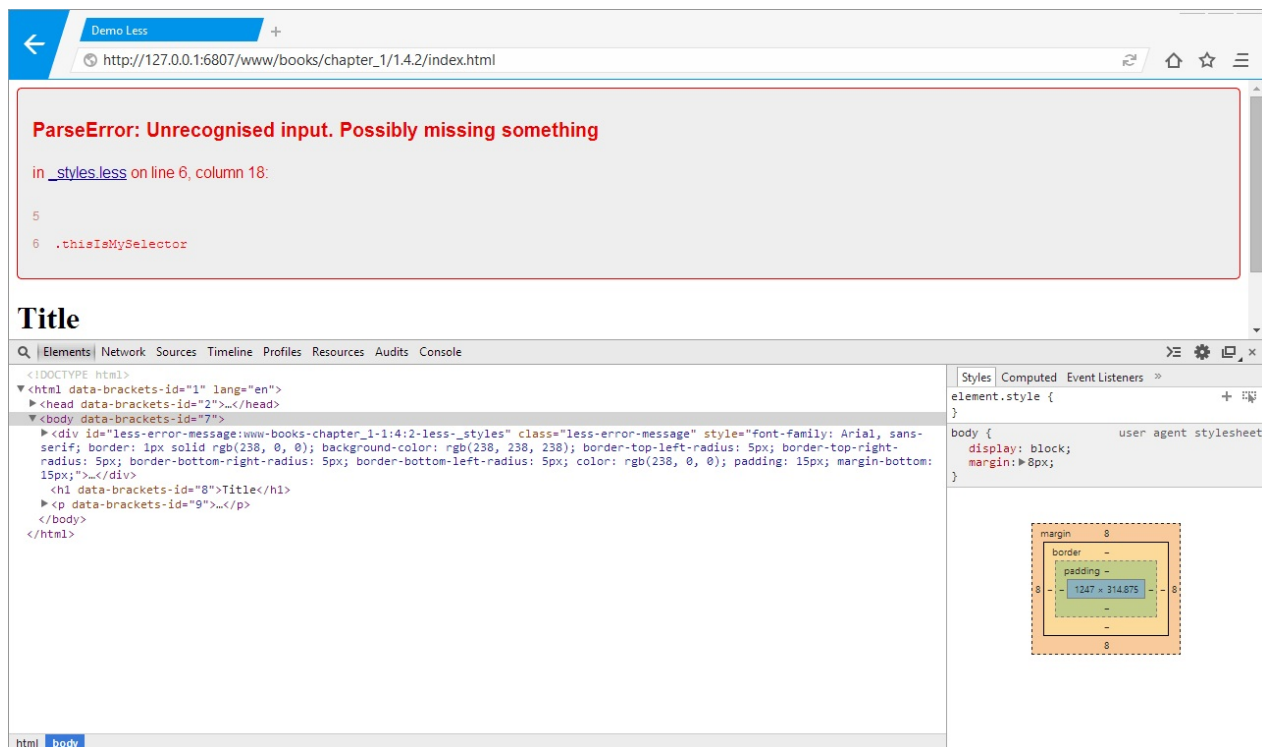 Demo Less
http://127.0.0.1:6807/www/books/chapter_1/1.4.2/index.html
ParseError: Unrecognised input. Possibly missing something
in _styles.less on line 6, column 18:
5
6 .thisIsMySelector
Title
Elements Network Sources Timeline Profiles Resources Audits Console
<!DOCTYPE html>
▼<html data-brackets-id="1" lang="en">
▶<head data-brackets-id="2">…</head>
▼<body data-brackets-id="7">
▶<div id="less-error-message:www-books-chapter_1-1:4:2-less-_styles" class="less-error-message" style="font-family: Arial, sans-
serif; border: 1px solid rgb(238, 0, 0); background-color: rgb(238, 238, 238); border-top-left-radius: 5px; border-top-right-
radius: 5px; border-bottom-right-radius: 5px; border-bottom-left-radius: 5px; color: rgb(238, 0, 0); padding: 15px; margin-bottom:
15px;">…</div>
<h1 data-brackets-id="8">Title</h1>
▶<p data-brackets-id="9">…</p>
</body>
</html>
html body
Styles Computed Event Listeners »
element.style {
}
body { user agent stylesheet
display: block;
margin:▶8px;
}
margin 8
border –
padding –
8 – – 1247 × 314.875 – – 8
–
–
8